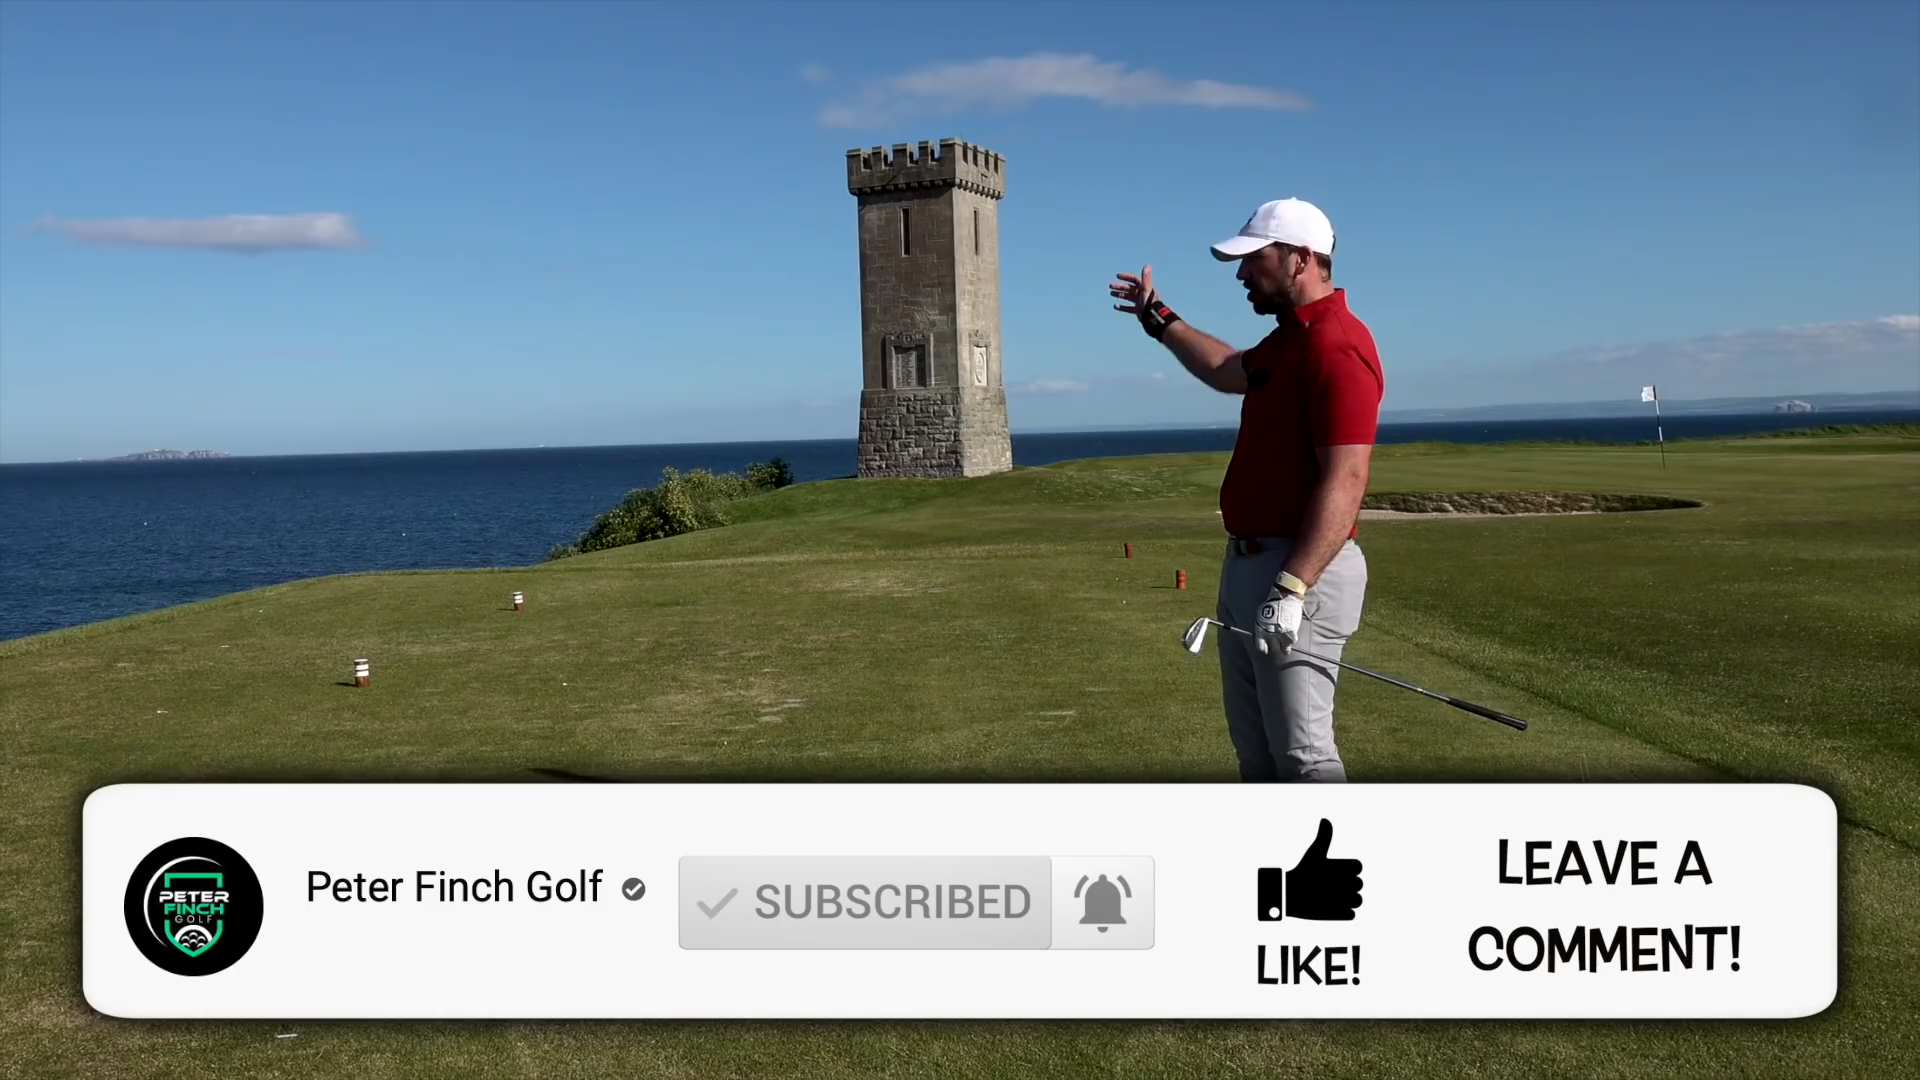 Peter Finch Golf
PETER
FINCH
GOLF
SUBSCRIBED
LIKE!
LEAVE A
COMMENT!